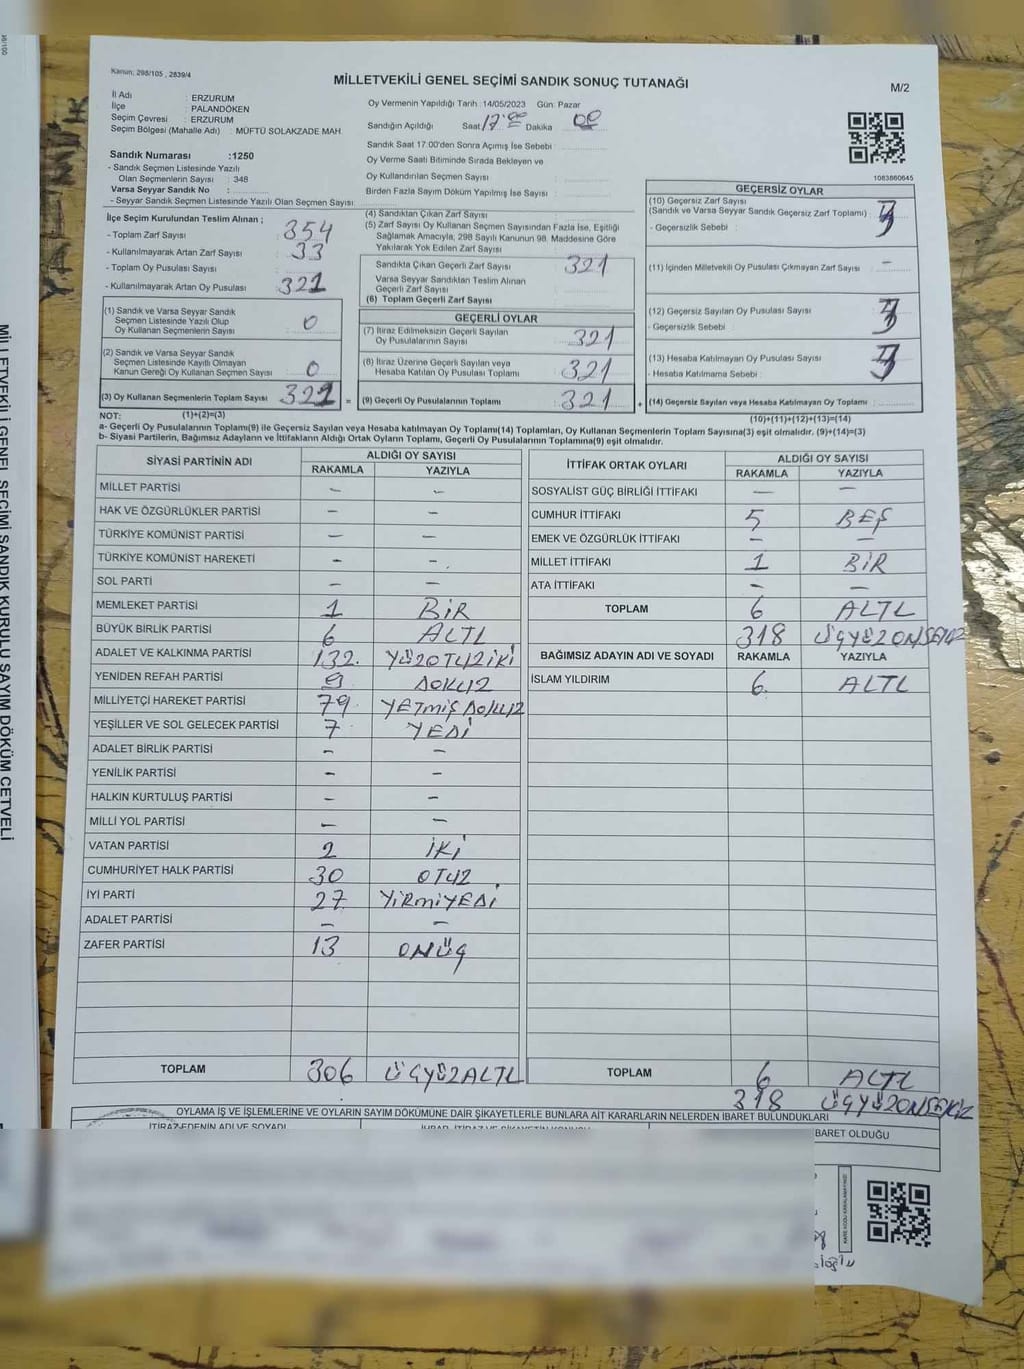 Kanun: 298/105 , 2839/4
MİLLETVEKİLİ GENEL SEÇİMİ SANDIK SONUÇ TUTANAĞI
M/2
İl Adı : ERZURUM
İlçe : PALANDÖKEN
Seçim Çevresi : ERZURUM
Seçim Bölgesi (Mahalle Adı) : MÜFTÜ SOLAKZADE MAH.
Oy Vermenin Yapıldığı Tarih :14/05/2023 Gün: Pazar
Sandığın Açıldığı Saat 17:00 Dakika 00
Sandık Saat 17.00'den Sonra Açımış İse Sebebi :
Oy Verme Saati Bitiminde Sırada Bekleyen ve
Oy Kullandırılan Seçmen Sayısı :
Birden Fazla Sayım Döküm Yapılmış İse Sayısı :
1083860645
Sandık Numarası :1250
- Sandık Seçmen Listesinde Yazılı
Olan Seçmenlerin Sayısı : 348
Varsa Seyyar Sandık No :
- Seyyar Sandık Seçmen Listesinde Yazılı Olan Seçmen Sayısı:
İlçe Seçim Kurulundan Teslim Alınan ;
- Toplam Zarf Sayısı : 354
- Kullanılmayarak Artan Zarf Sayısı : 33
- Toplam Oy Pusulası Sayısı :
- Kullanılmayarak Artan Oy Pusulası : 321
(1) Sandık ve Varsa Seyyar Sandık
Seçmen Listesinde Yazılı Olup
Oy Kullanan Seçmenlerin Sayısı : 0
(2) Sandık ve Varsa Seyyar Sandık
Seçmen Listesinde Kayıtlı Olmayan
Kanun Gereği Oy Kullanan Seçmen Sayısı : 0
(3) Oy Kullanan Seçmenlerin Toplam Sayısı : 321 =
(4) Sandıktan Çıkan Zarf Sayısı :
(5) Zarf Sayısı Oy Kullanan Seçmen Sayısından Fazla İse, Eşitliği
Sağlamak Amacıyla, 298 Sayılı Kanunun 98. Maddesine Göre
Yakılarak Yok Edilen Zarf Sayısı :
Sandıkta Çıkan Geçerli Zarf Sayısı : 321
Varsa Seyyar Sandıktan Teslim Alınan
Geçerli Zarf Sayısı :
(6) Toplam Geçerli Zarf Sayısı :
GEÇERLİ OYLAR
(7) İtiraz Edilmeksizin Geçerli Sayılan
Oy Pusulalarının Sayısı : 321
(8) İtiraz Üzerine Geçerli Sayılan veya
Hesaba Katılan Oy Pusulası Toplamı : 321
(9) Geçerli Oy Pusulalarının Toplamı : 321 +
GEÇERSİZ OYLAR
(10) Geçersiz Zarf Sayısı
(Sandık ve Varsa Seyyar Sandık Geçersiz Zarf Toplamı) :
- Geçersizlik Sebebi :
(11) İçinden Milletvekili Oy Pusulası Çıkmayan Zarf Sayısı : -
(12) Geçersiz Sayılan Oy Pusulası Sayısı :
- Geçersizlik Sebebi :
(13) Hesaba Katılmayan Oy Pusulası Sayısı :
- Hesaba Katılmama Sebebi :
(14) Geçersiz Sayılan veya Hesaba Katılmayan Oy Toplamı :
NOT: (1)+(2)=(3) (10)+(11)+(12)+(13)=(14)
a- Geçerli Oy Pusulalarının Toplamı(9) ile Geçersiz Sayılan veya Hesaba katılmayan Oy Toplamı(14) Toplamları, Oy Kullanan Seçmenlerin Toplam Sayısına(3) eşit olmalıdır. (9)+(14)=(3)
b- Siyasi Partilerin, Bağımsız Adayların ve İttifakların Aldığı Ortak Oyların Toplamı, Geçerli Oy Pusulalarının Toplamına(9) eşit olmalıdır.
SİYASİ PARTİNİN ADI ALDIĞI OY SAYISI
RAKAMLA YAZIYLA
MİLLET PARTİSİ - -
HAK VE ÖZGÜRLÜKLER PARTİSİ - -
TÜRKİYE KOMÜNİST PARTİSİ - -
TÜRKİYE KOMÜNİST HAREKETİ - -
SOL PARTİ - -
MEMLEKET PARTİSİ 1 BİR
BÜYÜK BİRLİK PARTİSİ 6 ALTI
ADALET VE KALKINMA PARTİSİ 132. YÜZOTUZİKİ
YENİDEN REFAH PARTİSİ 9 DOKUZ
MİLLİYETÇİ HAREKET PARTİSİ 79 YETMİŞ DOKUZ
YEŞİLLER VE SOL GELECEK PARTİSİ 7 YEDİ
ADALET BİRLİK PARTİSİ - -
YENİLİK PARTİSİ - -
HALKIN KURTULUŞ PARTİSİ - -
MİLLİ YOL PARTİSİ - -
VATAN PARTİSİ 2 İKİ
CUMHURİYET HALK PARTİSİ 30 OTUZ
İYİ PARTİ 27 YİRMİYEDİ
ADALET PARTİSİ - -
ZAFER PARTİSİ 13 ONÜÇ
TOPLAM 306 ÜÇYÜZALTI
İTTİFAK ORTAK OYLARI ALDIĞI OY SAYISI
RAKAMLA YAZIYLA
SOSYALİST GÜÇ BİRLİĞİ İTTİFAKI - -
CUMHUR İTTİFAKI 5 BEŞ
EMEK VE ÖZGÜRLÜK İTTİFAKI - -
MİLLET İTTİFAKI 1 BİR
ATA İTTİFAKI - -
TOPLAM 6 ALTI
318 ÜÇYÜZONSEKİZ
BAĞIMSIZ ADAYIN ADI VE SOYADI RAKAMLA YAZIYLA
İSLAM YILDIRIM 6. ALTI
TOPLAM 6 ALTI
318 ÜÇYÜZONSEKİZ
OYLAMA İŞ VE İŞLEMLERİNE VE OYLARIN SAYIM DÖKÜMÜNE DAİR ŞİKAYETLERLE BUNLARA AİT KARARLARIN NELERDEN İBARET BULUNDUKLARI
İTİRAZ EDENİN ADI VE SOYADI
BARET OLDUĞU
MİLLETVEKİLİ GENEL SEÇİMİ SANDIK KURULU SAYIM DÖKÜM CETVELİ